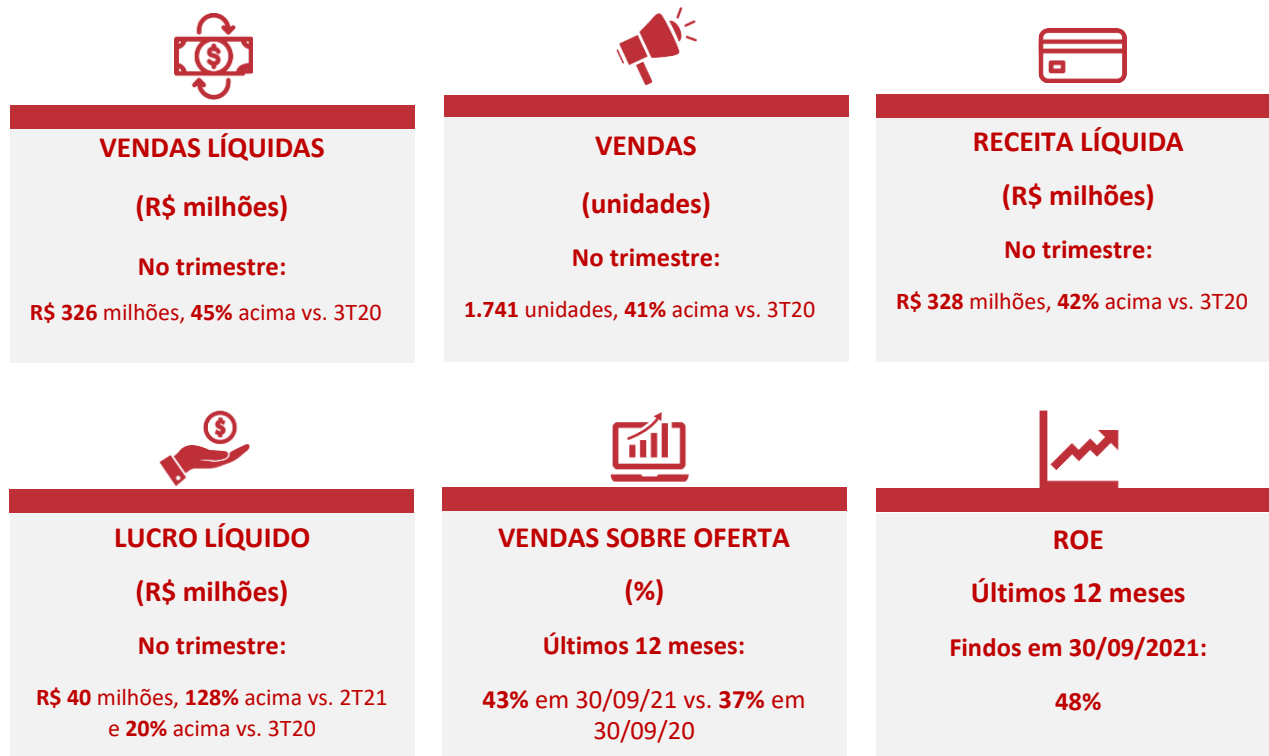 VENDAS LÍQUIDAS
(R$ milhões)
No trimestre:
R$ 326 milhões, 45% acima vs. 3T20
VENDAS
(unidades)
No trimestre:
1.741 unidades, 41% acima vs. 3T20
RECEITA LÍQUIDA
(R$ milhões)
No trimestre:
R$ 328 milhões, 42% acima vs. 3T20
LUCRO LÍQUIDO
(R$ milhões)
No trimestre:
R$ 40 milhões, 128% acima vs. 2T21
e 20% acima vs. 3T20
VENDAS SOBRE OFERTA
(%)
Últimos 12 meses:
43% em 30/09/21 vs. 37% em
30/09/20
ROE
Últimos 12 meses
Findos em 30/09/2021:
48%